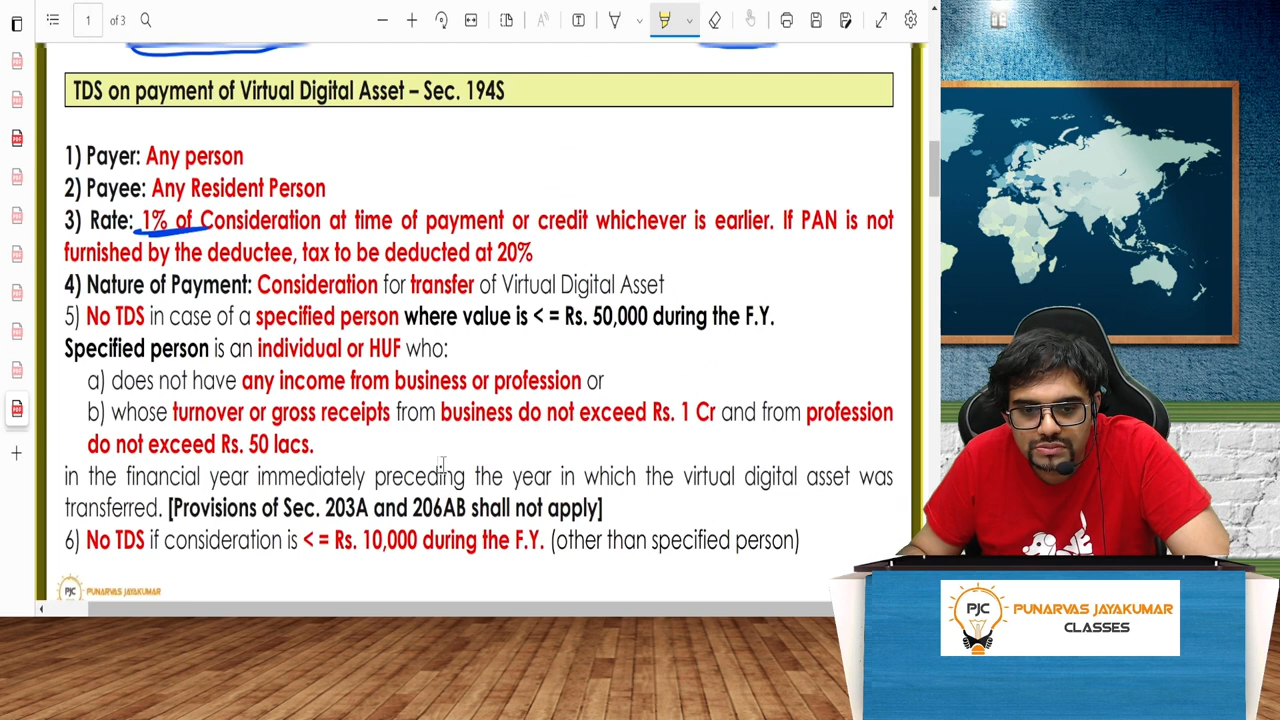 1 of 3
TDS on payment of Virtual Digital Asset – Sec. 194S
1) Payer: Any person
2) Payee: Any Resident Person
3) Rate: 1% of Consideration at time of payment or credit whichever is earlier. If PAN is not
furnished by the deductee, tax to be deducted at 20%
4) Nature of Payment: Consideration for transfer of Virtual Digital Asset
5) No TDS in case of a specified person where value is < = Rs. 50,000 during the F.Y.
Specified person is an individual or HUF who:
a) does not have any income from business or profession or
b) whose turnover or gross receipts from business do not exceed Rs. 1 Cr and from profession
do not exceed Rs. 50 lacs.
in the financial year immediately preceding the year in which the virtual digital asset was
transferred. [Provisions of Sec. 203A and 206AB shall not apply]
6) No TDS if consideration is < = Rs. 10,000 during the F.Y. (other than specified person)
PJC PUNARVAS JAYAKUMAR
PJC PUNARVAS JAYAKUMAR
CLASSES